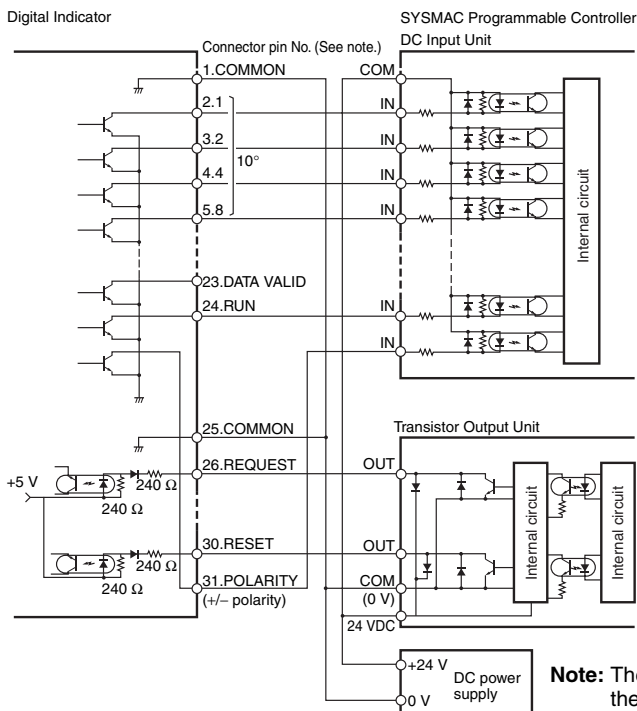 Digital Indicator
SYSMAC Programmable Controller
DC Input Unit
Connector pin No. (See note.)
1.COMMON
COM
2.1
IN
3.2
IN
10°
4.4
IN
5.8
IN
Internal circuit
23.DATA VALID
24.RUN
IN
IN
25.COMMON
Transistor Output Unit
26.REQUEST
OUT
+5 V
240 Ω
240 Ω
Internal circuit
Internal circuit
30.RESET
OUT
240 Ω
240 Ω
31.POLARITY
(+/− polarity)
COM
(0 V)
24 VDC
+24 V
DC power
supply
0 V
Note: The
the